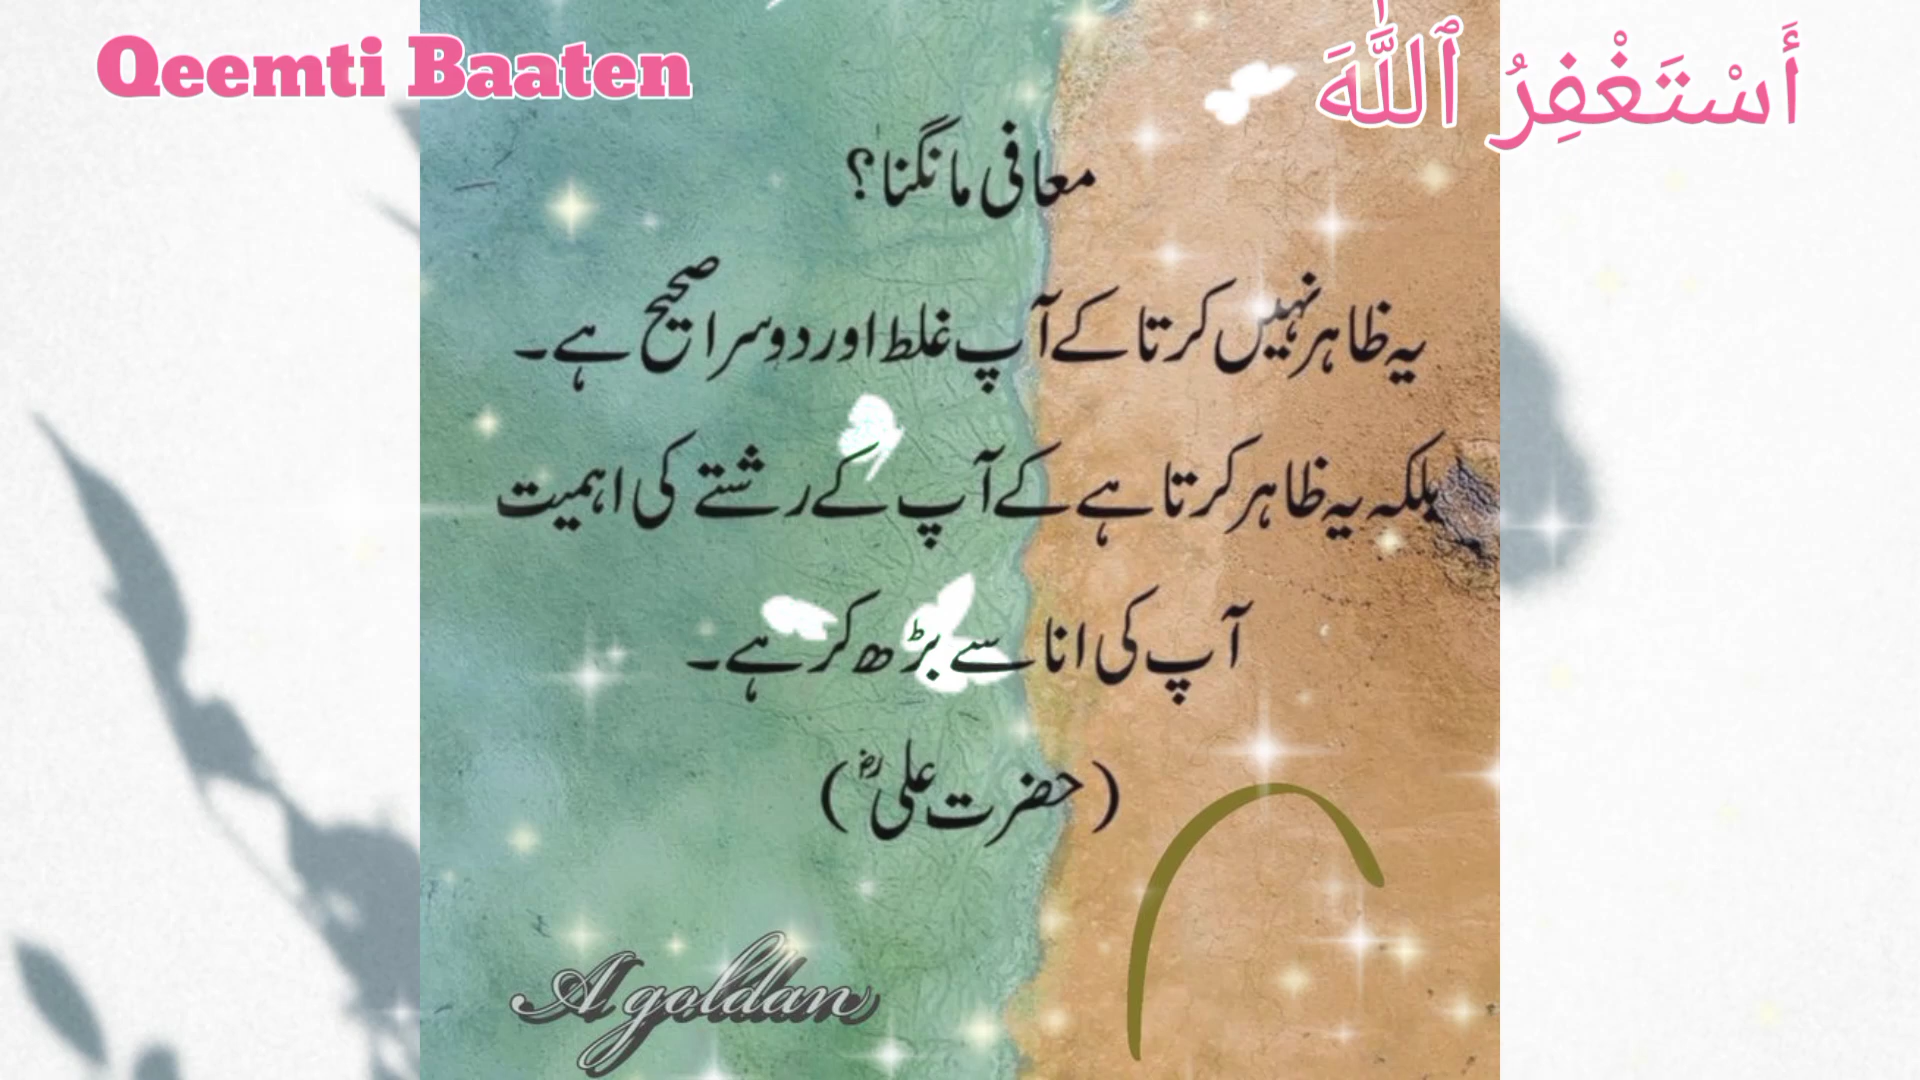 Qeemti Baaten
أَسْتَغْفِرُ ٱللَّٰهَ
معافی مانگنا؟
یہ ظاہر نہیں کرتا کے آپ غلط اور دوسرا صحیح ہے۔
بلکہ یہ ظاہر کرتا ہے کے آپ کے رشتے کی اہمیت
آپ کی انا سے بڑھ کر ہے۔
(حضرت علیؓ)
A goldan